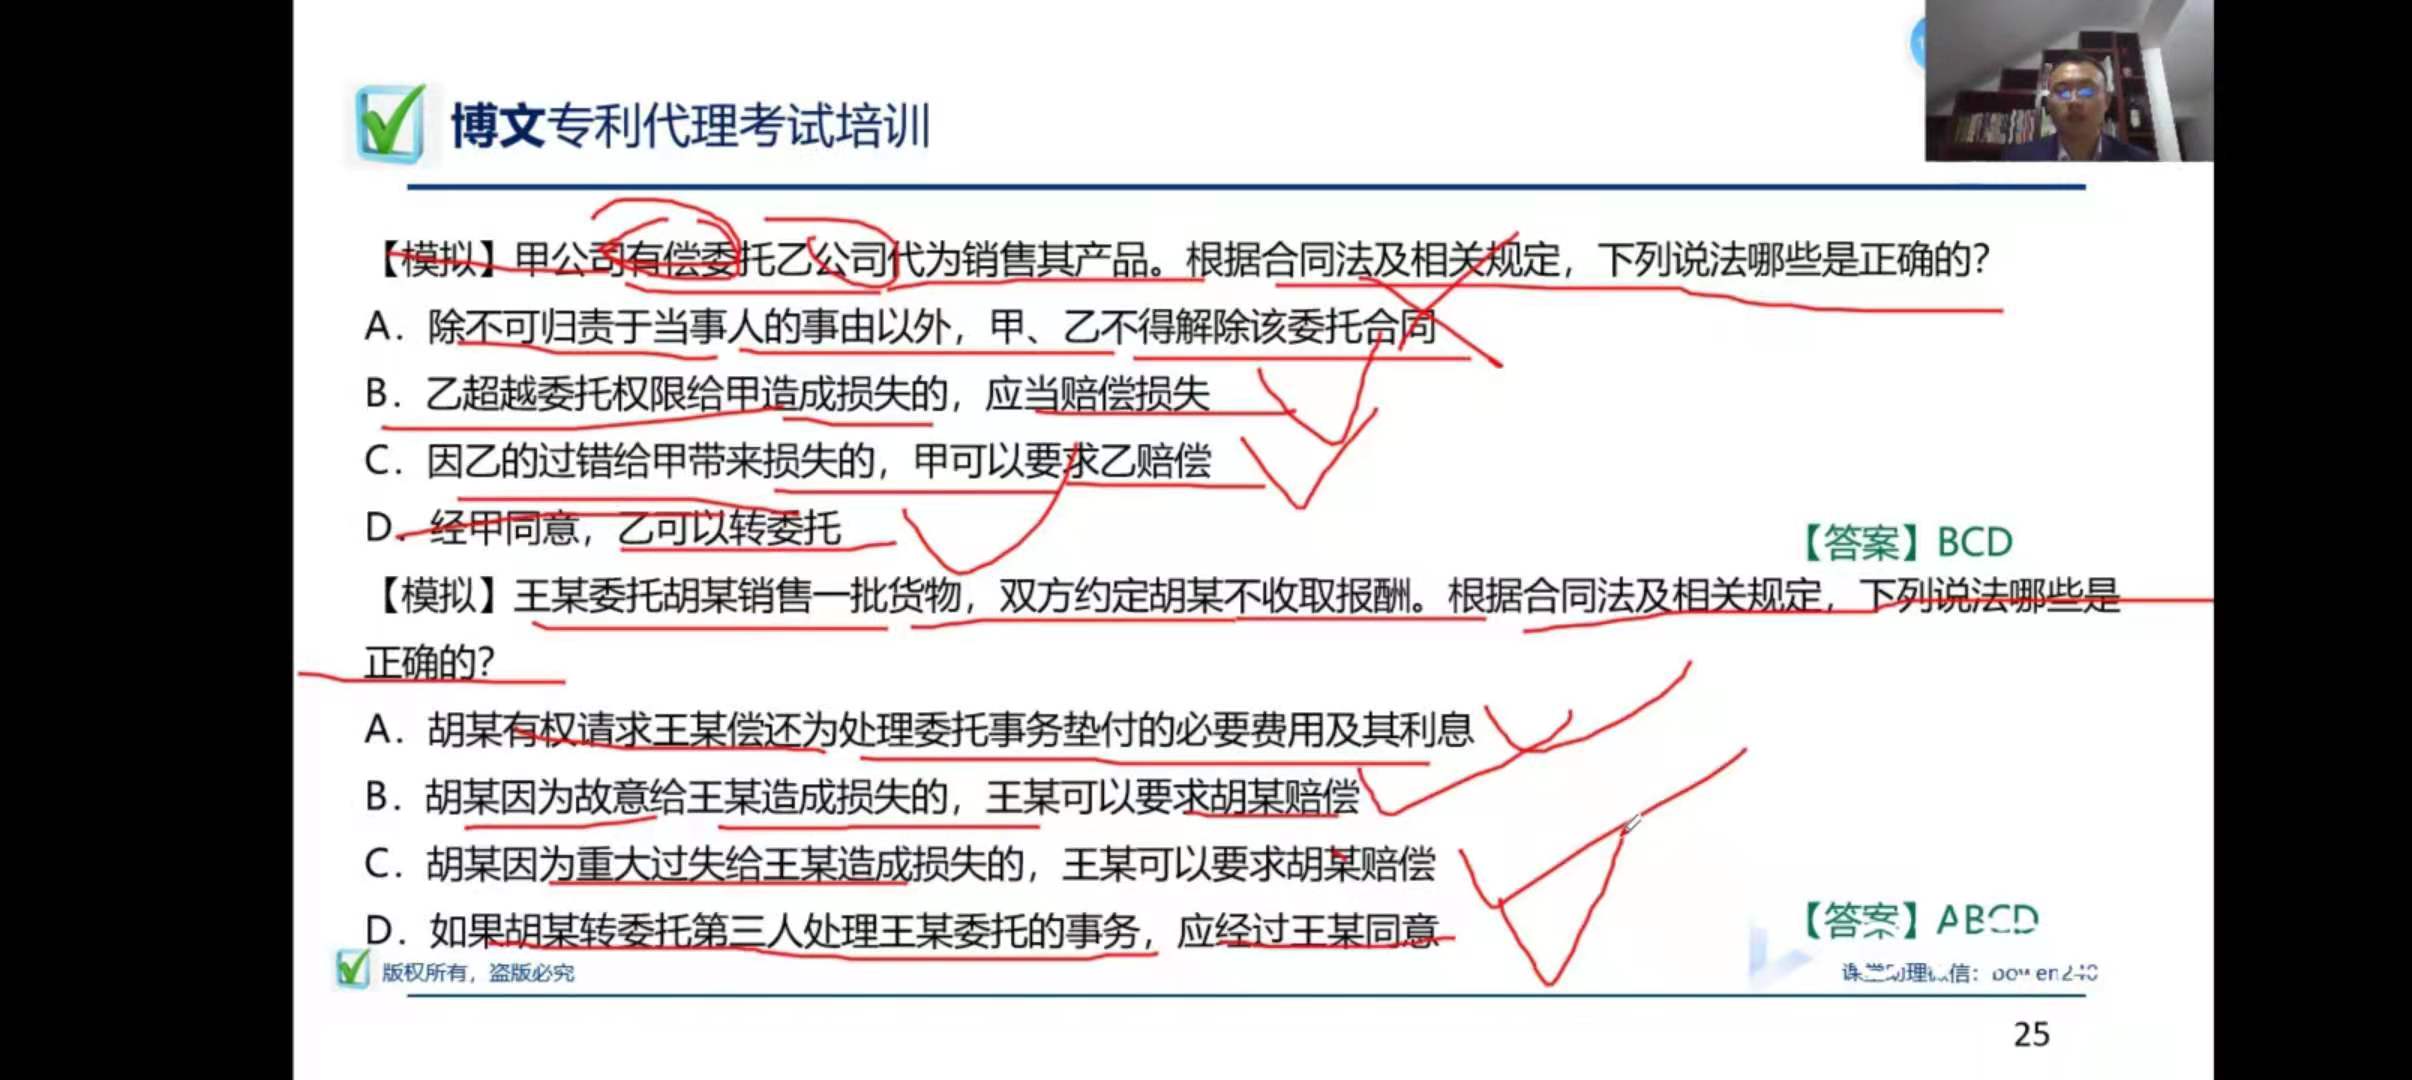 博文专利代理考试培训
【模拟】甲公司有偿委托乙公司代为销售其产品。根据合同法及相关规定，下列说法哪些是正确的?
A．除不可归责于当事人的事由以外，甲、乙不得解除该委托合同
B．乙超越委托权限给甲造成损失的，应当赔偿损失
C．因乙的过错给甲带来损失的，甲可以要求乙赔偿
D．经甲同意，乙可以转委托
【答案】BCD
【模拟】王某委托胡某销售一批货物，双方约定胡某不收取报酬。根据合同法及相关规定，下列说法哪些是
正确的?
A．胡某有权请求王某偿还为处理委托事务垫付的必要费用及其利息
B．胡某因为故意给王某造成损失的，王某可以要求胡某赔偿
C．胡某因为重大过失给王某造成损失的，王某可以要求胡某赔偿
D．如果胡某转委托第三人处理王某委托的事务，应经过王某同意
【答案】ABCD
版权所有，盗版必究
25